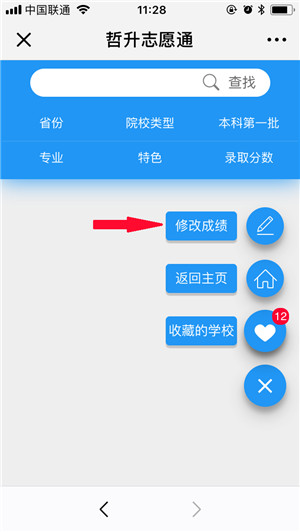 中国联通 11:28
哲升志愿通
查找
省份 院校类型 本科第一批
专业 特色 录取分数
修改成绩
返回主页
12
收藏的学校